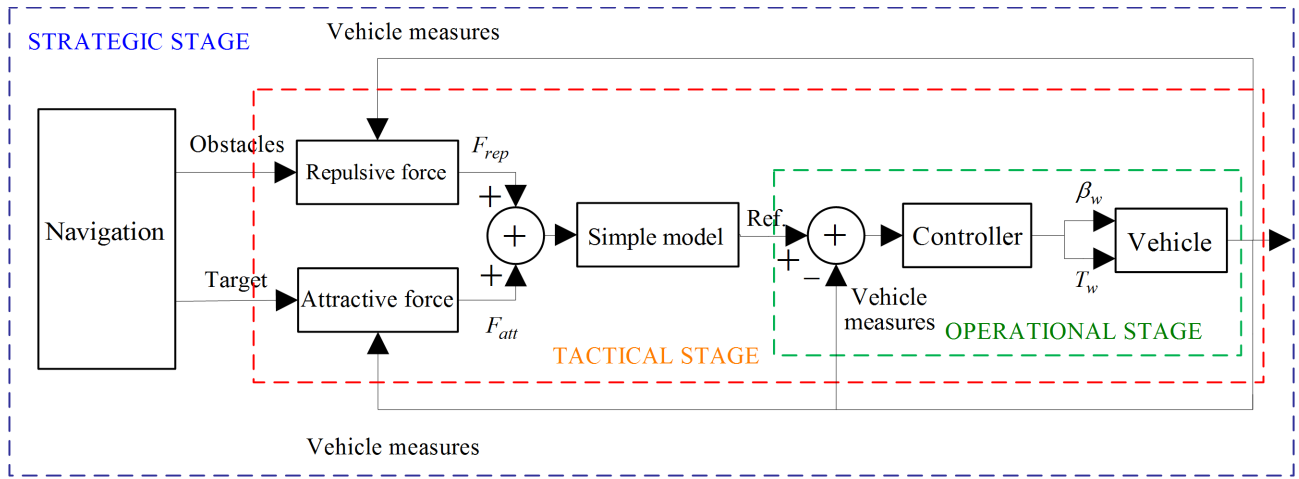 Vehicle measures
STRATEGIC STAGE
Obstacles
Repulsive force
F_rep
+
Navigation
+
Simple model
Ref.
+
+
−
Controller
β_w
T_w
Vehicle
Target
Attractive force
+
F_att
Vehicle
measures
OPERATIONAL STAGE
TACTICAL STAGE
Vehicle measures